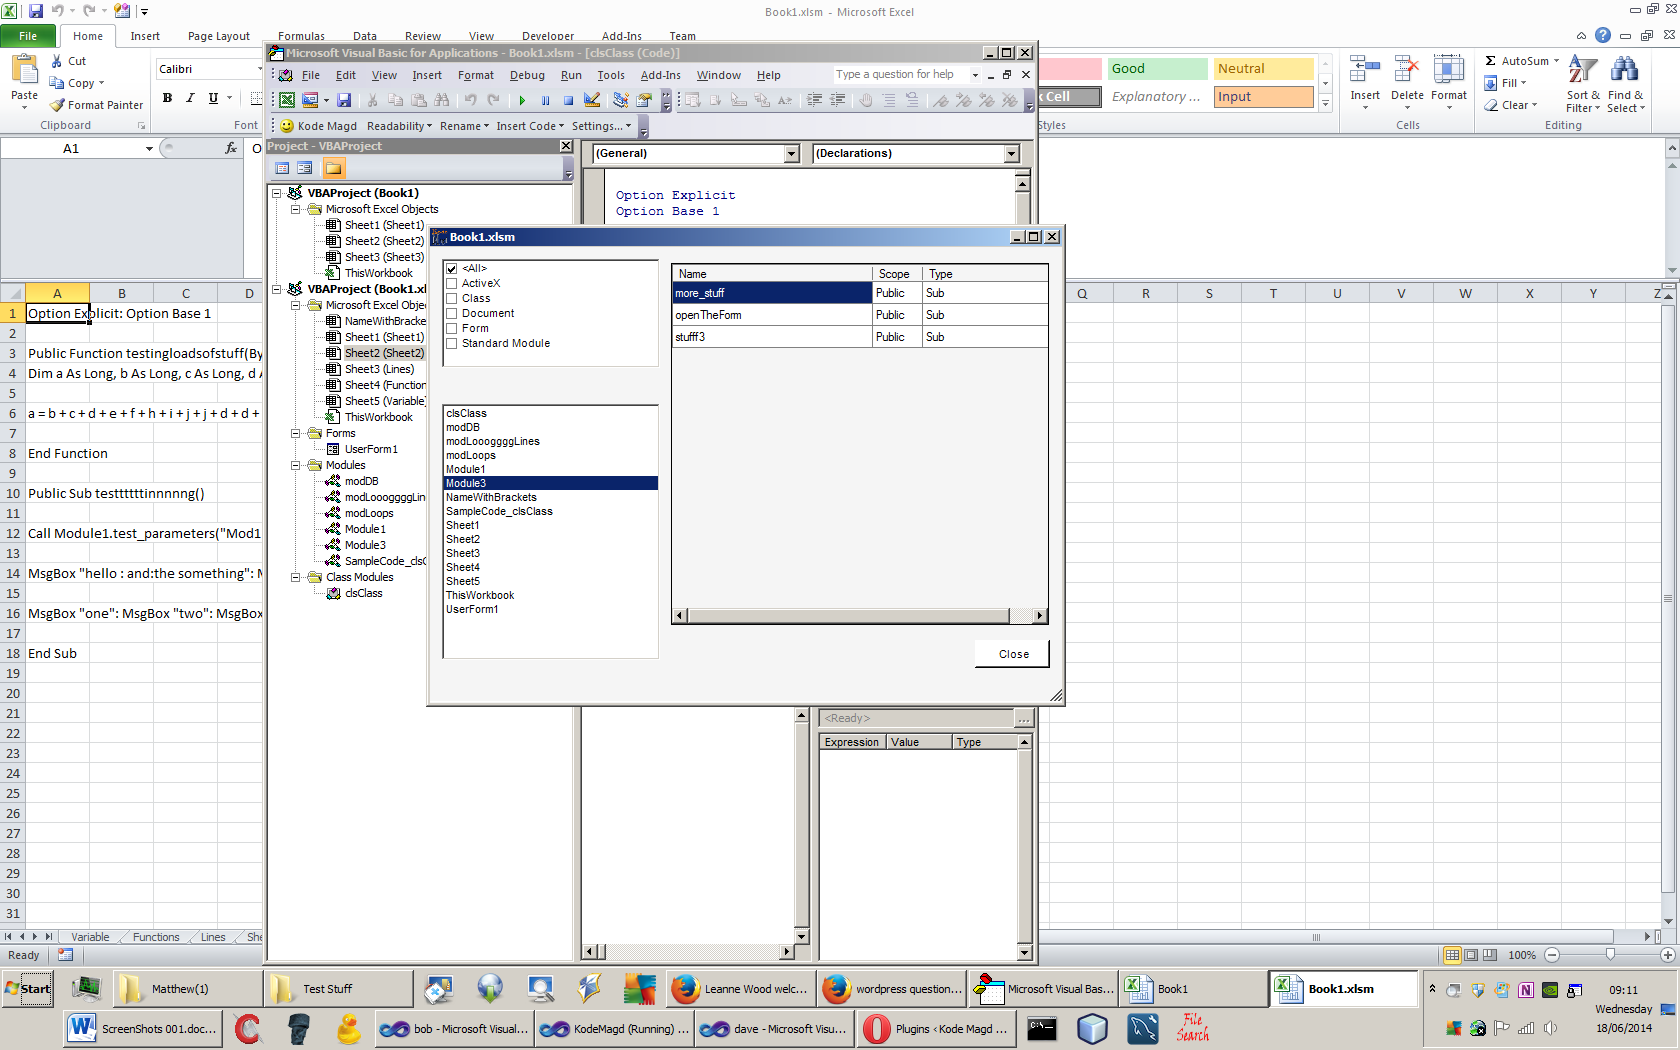 Book1.xlsm - Microsoft Excel
File Home Insert Page Layout Formulas Data Review View Developer Add-Ins Team
Paste
Cut
Copy
Format Painter
Clipboard
Calibri
B I U
Font
Good Neutral
Cell Explanatory ... Input
Styles
Insert Delete Format
Cells
AutoSum
Fill
Clear
Sort & Filter
Find & Select
Editing
A1
fx
Microsoft Visual Basic for Applications - Book1.xlsm - [clsClass (Code)]
File Edit View Insert Format Debug Run Tools Add-Ins Window Help
Type a question for help
Kode Magd Readability Rename Insert Code Settings...
Project - VBAProject
(General) (Declarations)
Option Explicit
Option Base 1
VBAProject (Book1)
Microsoft Excel Objects
Sheet1 (Sheet1)
Sheet2 (Sheet2)
Sheet3 (Sheet3)
ThisWorkbook
VBAProject (Book1.xl
Microsoft Excel Obje
NameWithBracke
Sheet1 (Sheet1)
Sheet2 (Sheet2)
Sheet3 (Lines)
Sheet4 (Function
Sheet5 (Variable)
ThisWorkbook
Forms
UserForm1
Modules
modDB
modLoooggggLin
modLoops
Module1
Module3
SampleCode_clsC
Class Modules
clsClass
Book1.xlsm
<All>
ActiveX
Class
Document
Form
Standard Module
clsClass
modDB
modLoooggggLines
modLoops
Module1
Module3
NameWithBrackets
SampleCode_clsClass
Sheet1
Sheet2
Sheet3
Sheet4
Sheet5
ThisWorkbook
UserForm1
Name Scope Type
more_stuff Public Sub
openTheForm Public Sub
stufff3 Public Sub
Close
<Ready>
Expression Value Type
A B C D Q R S T U V W X Y Z
1 Option Explicit: Option Base 1
2
3 Public Function testingloadsofstuff(By
4 Dim a As Long, b As Long, c As Long, d A
5
6 a = b + c + d + e + f + h + i + j + j + d + d +
7
8 End Function
9
10 Public Sub testttttinnnnng()
11
12 Call Module1.test_parameters("Mod1
13
14 MsgBox "hello : and:the something": M
15
16 MsgBox "one": MsgBox "two": MsgBox
17
18 End Sub
19
20
21
22
23
24
25
26
27
28
29
30
31
Variable Functions Lines She
Ready
100%
Start
Matthew(1)
Test Stuff
Leanne Wood welc...
wordpress question...
Microsoft Visual Bas...
Book1
Book1.xlsm
ScreenShots 001.doc...
bob - Microsoft Visual...
KodeMagd (Running) ...
dave - Microsoft Visu...
Plugins ‹ Kode Magd ...
File Search
09:11
Wednesday
18/06/2014